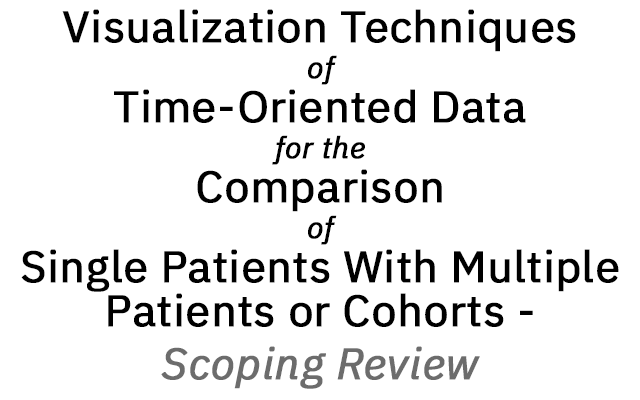 Visualization Techniques
of
Time-Oriented Data
for the
Comparison
of
Single Patients With Multiple
Patients or Cohorts -
Scoping Review